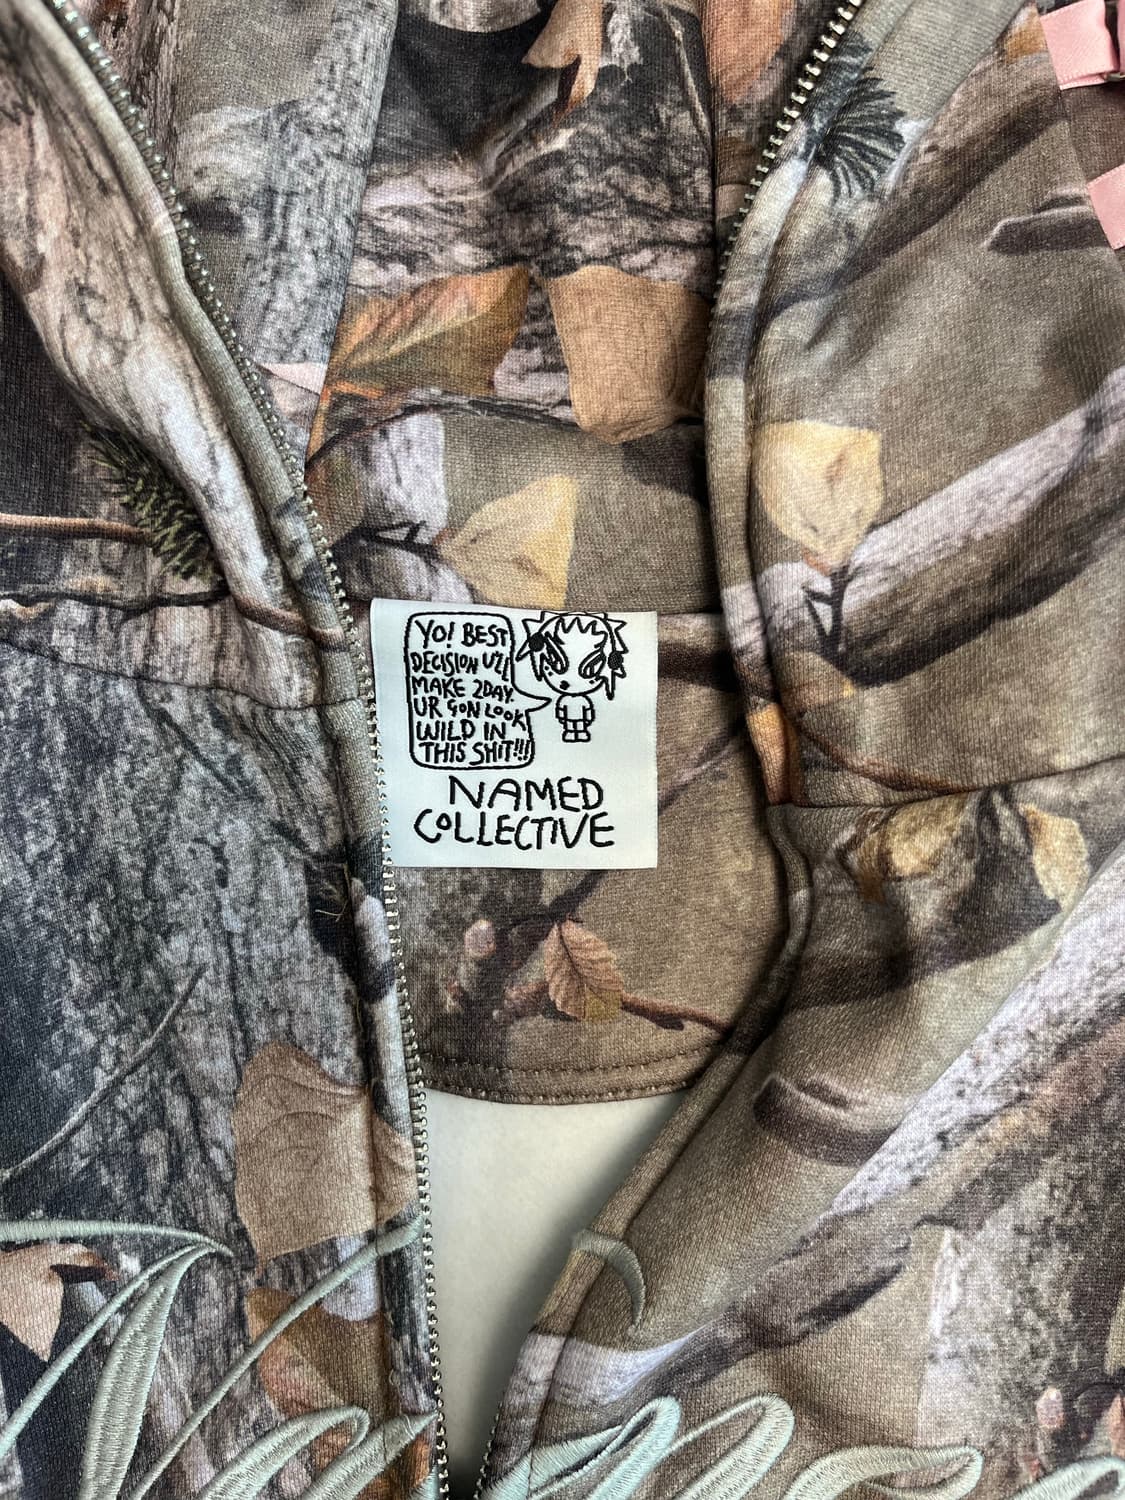 YO! BEST
DECISION U'LL
MAKE 2DAY.
UR GON LOOK
WILD IN
THIS SHIT!!!
NAMED
COLLECTIVE